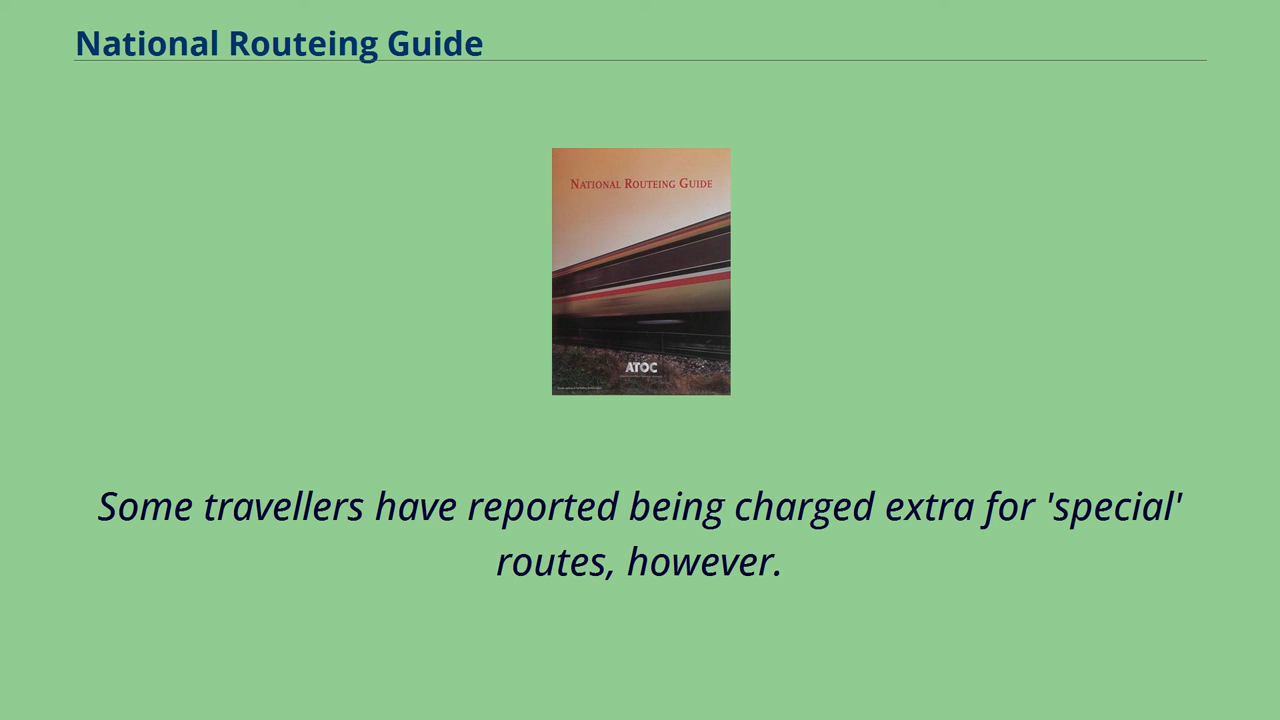 National Routeing Guide
NATIONAL ROUTEING GUIDE
ATOC
Some travellers have reported being charged extra for 'special'
routes, however.